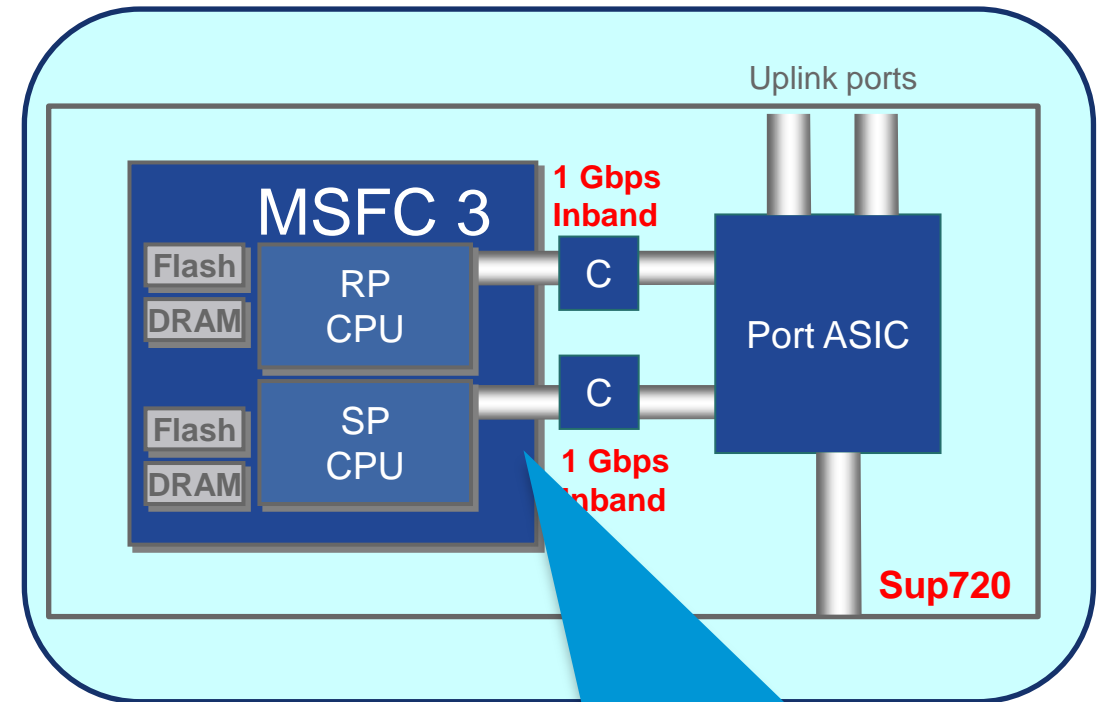 Uplink ports
1 Gbps
Inband
MSFC 3
Flash
DRAM
RP
CPU
C
Port ASIC
C
Flash
DRAM
SP
CPU
1 Gbps
Inband
Sup720